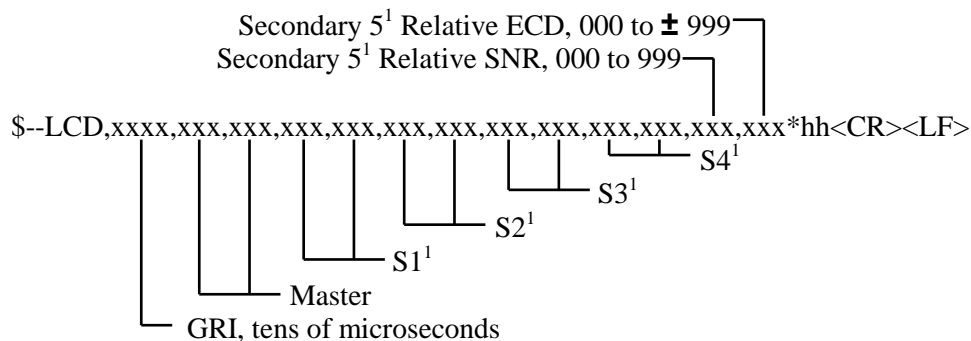 Secondary 5¹ Relative ECD, 000 to ± 999
Secondary 5¹ Relative SNR, 000 to 999
$--LCD,xxxx,xxx,xxx,xxx,xxx,xxx,xxx,xxx,xxx,xxx,xxx,xxx,xxx*hh<CR><LF>
S4¹
S3¹
S2¹
S1¹
Master
GRI, tens of microseconds